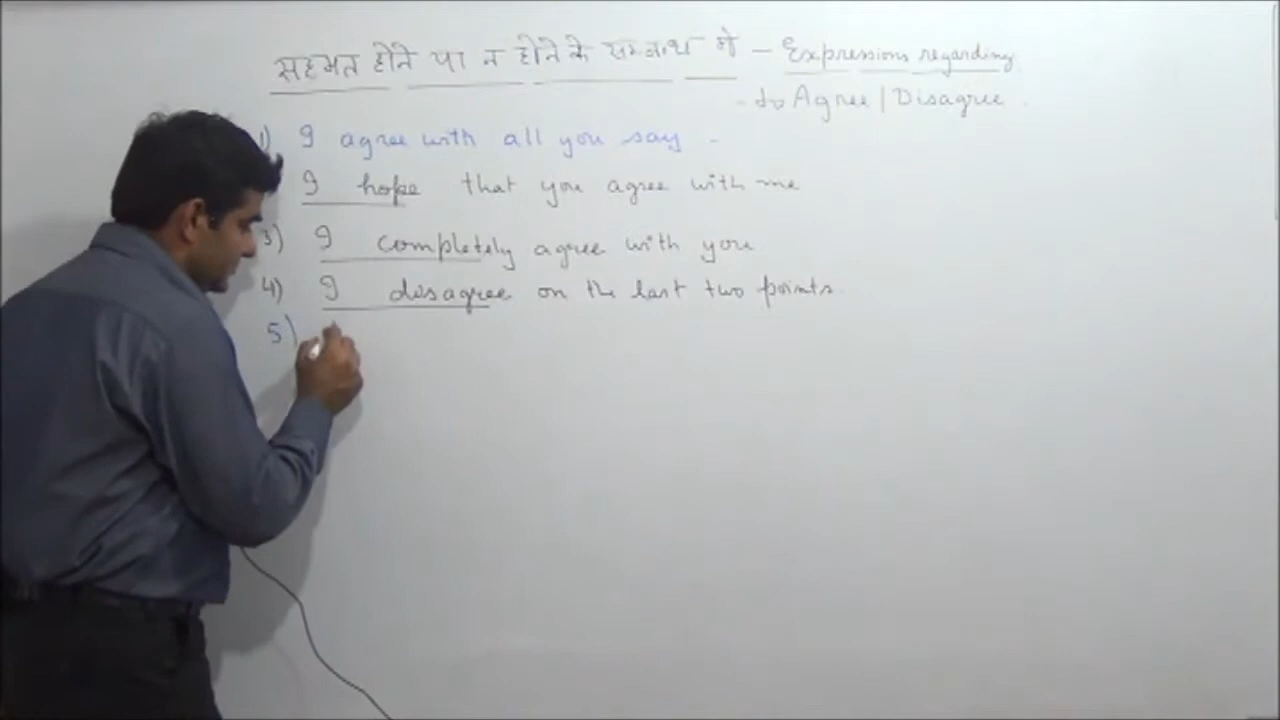 सहमत होने या न होने के सम्बन्ध में - Expressions regarding
- to Agree | Disagree
1) I agree with all you say.
I hope that you agree with me
3) I completely agree with you
4) I disagree on the last two points.
5)